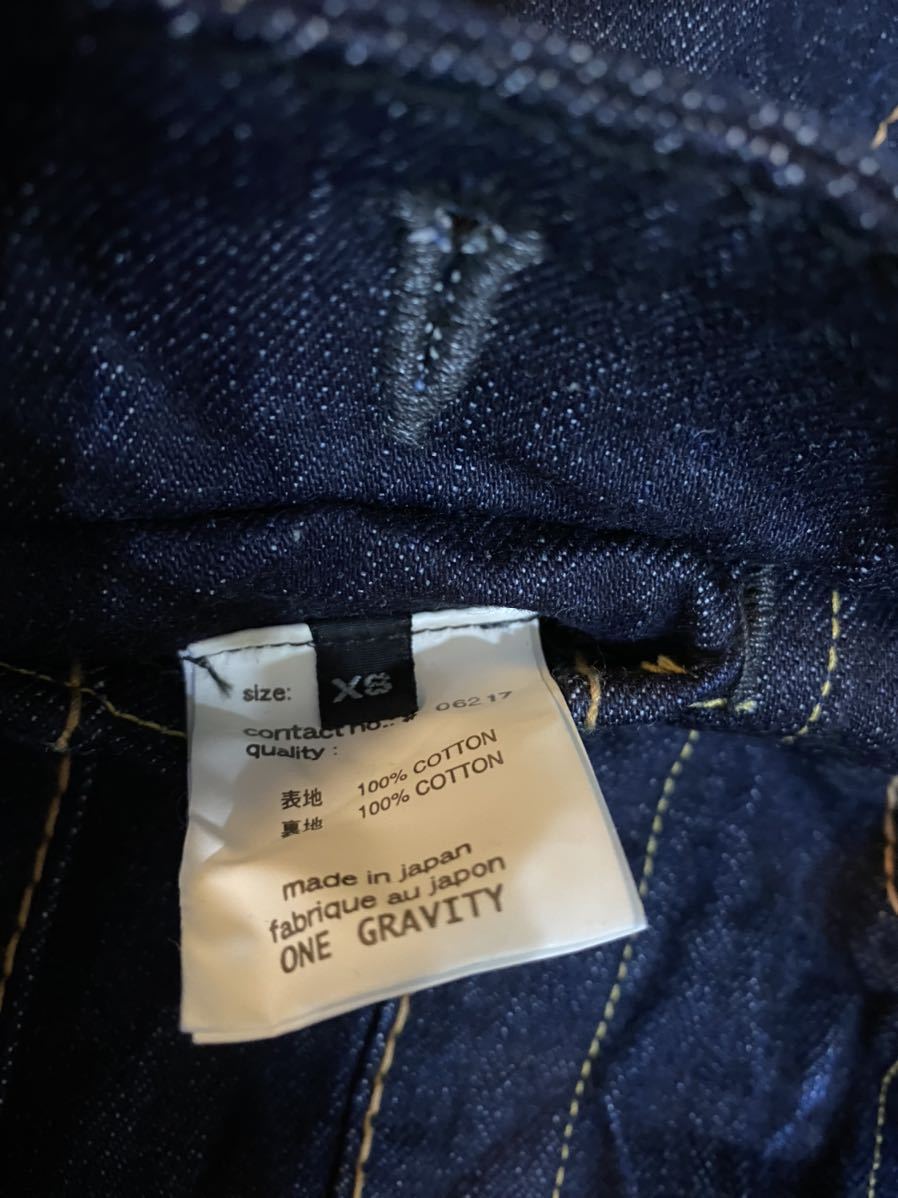 size: XS
contact no.: # 06217
quality :
表地 100% COTTON
裏地 100% COTTON
made in japan
fabrique au japon
ONE GRAVITY